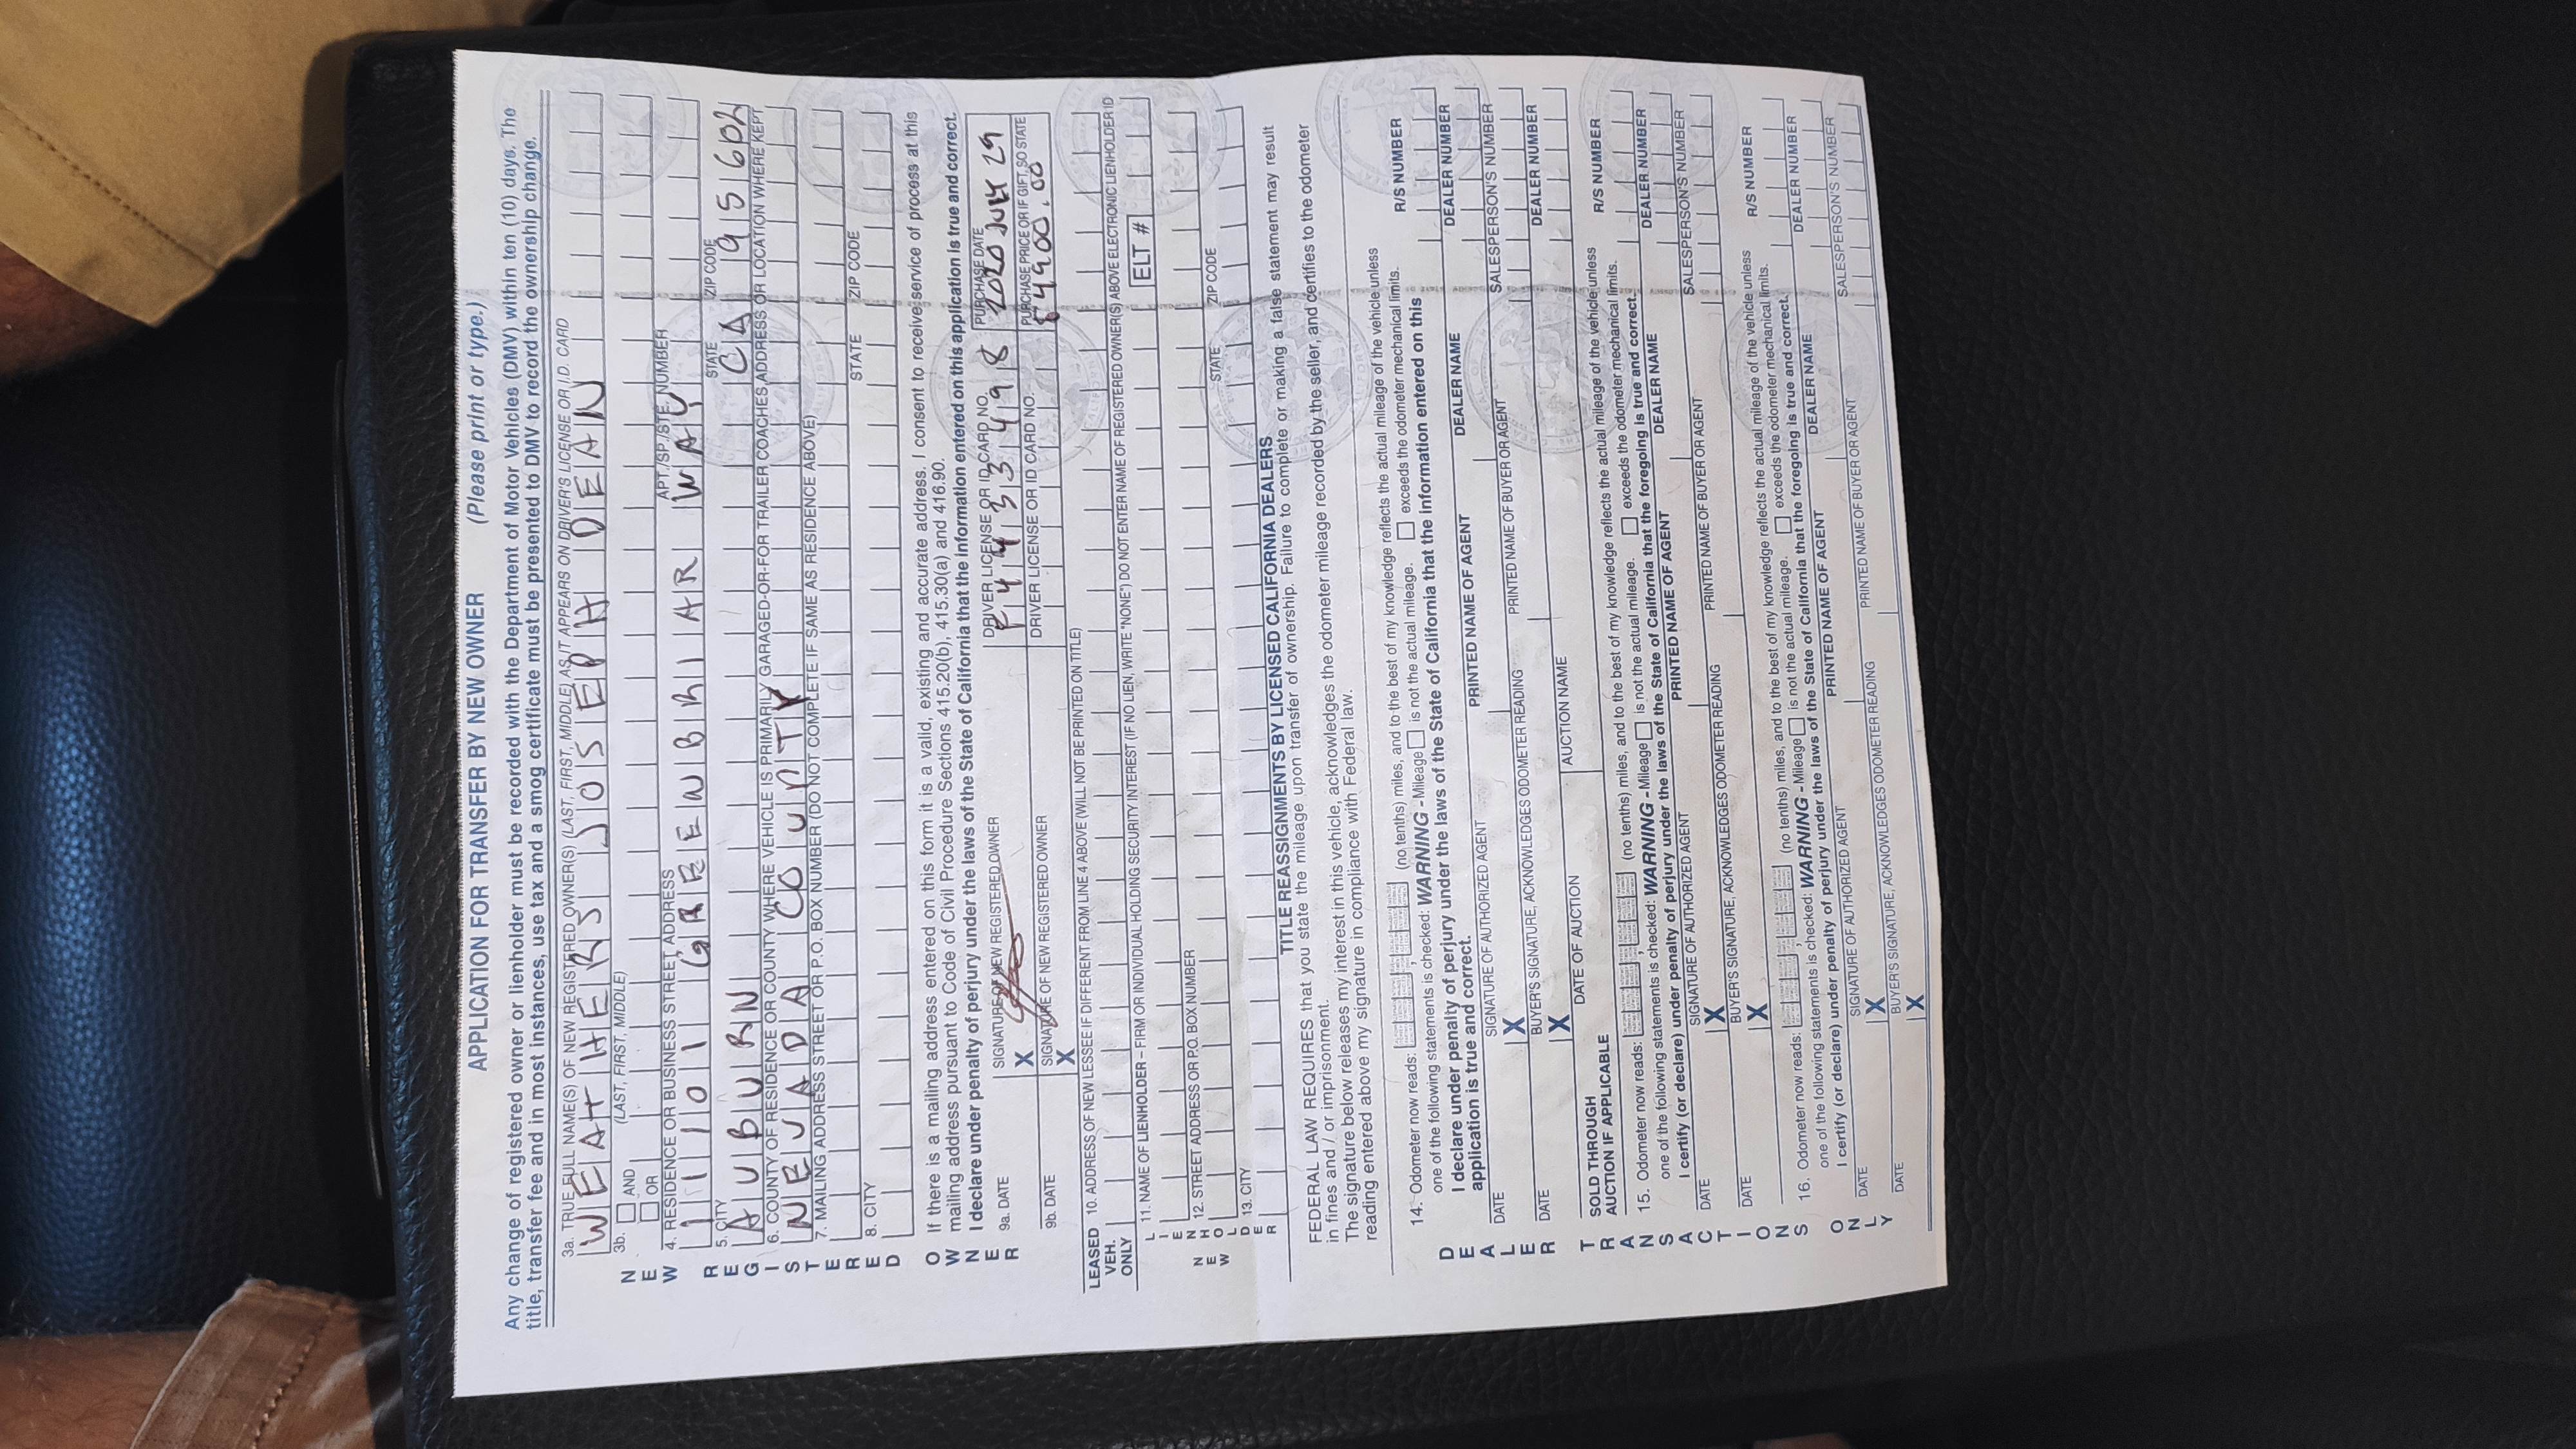 APPLICATION FOR TRANSFER BY NEW OWNER (Please print or type.)
Any change of registered owner or lienholder must be recorded with the Department of Motor Vehicles (DMV) within ten (10) days. The
title, transfer fee and in most instances, use tax and a smog certificate must be presented to DMV to record the ownership change.
3a. TRUE FULL NAME(S) OF NEW REGISTERED OWNER(S) (LAST, FIRST, MIDDLE) AS IT APPEARS ON DRIVER'S LICENSE OR I.D. CARD
WEATHERS JOSEPH DEAN
3b. AND (LAST, FIRST, MIDDLE)
OR
4. RESIDENCE OR BUSINESS STREET ADDRESS APT./SP./STE. NUMBER
11101 GREENBRIAR WAY
5. CITY STATE ZIP CODE
AUBURN CA 95602
6. COUNTY OF RESIDENCE OR COUNTY WHERE VEHICLE IS PRIMARILY GARAGED-OR-FOR TRAILER COACHES, ADDRESS OR LOCATION WHERE KEPT
NEVADA COUNTY
7. MAILING ADDRESS STREET OR P.O. BOX NUMBER (DO NOT COMPLETE IF SAME AS RESIDENCE ABOVE)
8. CITY STATE ZIP CODE
NEW REGISTERED OWNER
If there is a mailing address entered on this form it is a valid, existing and accurate address. I consent to receive service of process at this
mailing address pursuant to Code of Civil Procedure Sections 415.20(b), 415.30(a) and 416.90.
I declare under penalty of perjury under the laws of the State of California that the information entered on this application is true and correct.
9a. DATE SIGNATURE OF NEW REGISTERED OWNER DRIVER LICENSE OR ID CARD NO. PURCHASE DATE
X F4433498 2020 JULY 29
9b. DATE SIGNATURE OF NEW REGISTERED OWNER DRIVER LICENSE OR ID CARD NO. PURCHASE PRICE OR IF GIFT, SO STATE
X 4900.00
LEASED VEH. ONLY
10. ADDRESS OF NEW LESSEE IF DIFFERENT FROM LINE 4 ABOVE (WILL NOT BE PRINTED ON TITLE)
11. NAME OF LIENHOLDER – FIRM OR INDIVIDUAL HOLDING SECURITY INTEREST (IF NO LIEN, WRITE "NONE") DO NOT ENTER NAME OF REGISTERED OWNER(S) ABOVE ELECTRONIC LIENHOLDER ID
ELT #
12. STREET ADDRESS OR P.O. BOX NUMBER
13. CITY STATE ZIP CODE
NEW LIENHOLDER
TITLE REASSIGNMENTS BY LICENSED CALIFORNIA DEALERS
FEDERAL LAW REQUIRES that you state the mileage upon transfer of ownership. Failure to complete or making a false statement may result
in fines and / or imprisonment.
The signature below releases my interest in this vehicle, acknowledges the odometer mileage recorded by the seller, and certifies to the odometer
reading entered above my signature in compliance with Federal law.
14. Odometer now reads: (no tenths) miles, and to the best of my knowledge reflects the actual mileage of the vehicle unless
one of the following statements is checked: WARNING - Mileage is not the actual mileage. exceeds the odometer mechanical limits.
I declare under penalty of perjury under the laws of the State of California that the information entered on this
application is true and correct.
R/S NUMBER
DATE SIGNATURE OF AUTHORIZED AGENT PRINTED NAME OF AGENT DEALER NAME DEALER NUMBER
X
SALESPERSON'S NUMBER
DATE BUYER'S SIGNATURE, ACKNOWLEDGES ODOMETER READING PRINTED NAME OF BUYER OR AGENT DEALER NUMBER
X
SOLD THROUGH AUCTION IF APPLICABLE DATE OF AUCTION AUCTION NAME
DEALER TRANSACTIONS ONLY
15. Odometer now reads: (no tenths) miles, and to the best of my knowledge reflects the actual mileage of the vehicle unless
one of the following statements is checked: WARNING - Mileage is not the actual mileage. exceeds the odometer mechanical limits.
I certify (or declare) under penalty of perjury under the laws of the State of California that the foregoing is true and correct.
R/S NUMBER
DATE SIGNATURE OF AUTHORIZED AGENT PRINTED NAME OF AGENT DEALER NAME DEALER NUMBER
X
DATE BUYER'S SIGNATURE, ACKNOWLEDGES ODOMETER READING PRINTED NAME OF BUYER OR AGENT SALESPERSON'S NUMBER
X
16. Odometer now reads: (no tenths) miles, and to the best of my knowledge reflects the actual mileage of the vehicle unless
one of the following statements is checked: WARNING - Mileage is not the actual mileage. exceeds the odometer mechanical limits.
I certify (or declare) under penalty of perjury under the laws of the State of California that the foregoing is true and correct.
R/S NUMBER
DATE SIGNATURE OF AUTHORIZED AGENT PRINTED NAME OF AGENT DEALER NAME DEALER NUMBER
X
DATE BUYER'S SIGNATURE, ACKNOWLEDGES ODOMETER READING PRINTED NAME OF BUYER OR AGENT SALESPERSON'S NUMBER
X